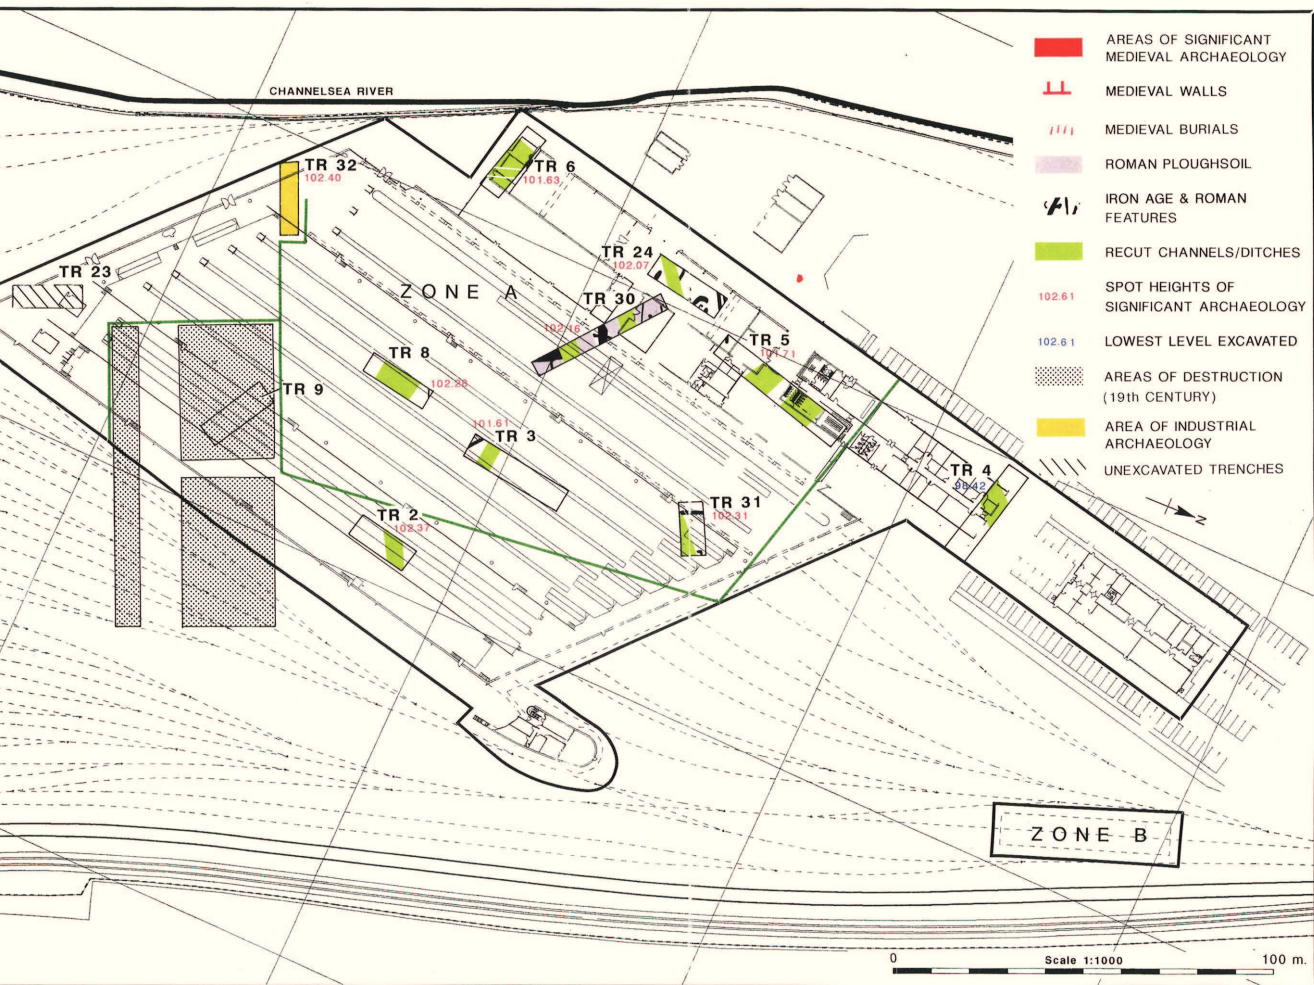 CHANNELSEA RIVER
TR 32
102.40
TR 6
101.63
TR 23
TR 24
102.07
ZONE A
TR 30
102.16
TR 5
101.71
TR 8
102.28
TR 9
101.61
TR 3
TR 4
98.42
TR 31
102.31
TR 2
102.37
ZONE B
N
AREAS OF SIGNIFICANT
MEDIEVAL ARCHAEOLOGY
MEDIEVAL WALLS
MEDIEVAL BURIALS
ROMAN PLOUGHSOIL
IRON AGE & ROMAN
FEATURES
RECUT CHANNELS/DITCHES
102.61 SPOT HEIGHTS OF
SIGNIFICANT ARCHAEOLOGY
102.61 LOWEST LEVEL EXCAVATED
AREAS OF DESTRUCTION
(19th CENTURY)
AREA OF INDUSTRIAL
ARCHAEOLOGY
UNEXCAVATED TRENCHES
0 Scale 1:1000 100 m.